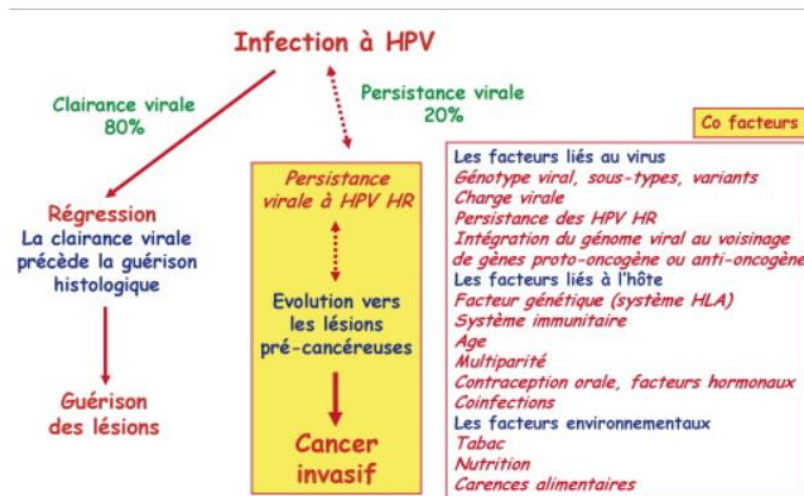 Infection à HPV
Clairance virale
80%
Persistance virale
20%
Régression
La clairance virale
précède la guérison
histologique
Guérison
des lésions
Persistance
virale à HPV HR
Evolution vers
les lésions
pré-cancéreuses
Cancer
invasif
Co facteurs
Les facteurs liés au virus
Génotype viral, sous-types, variants
Charge virale
Persistance des HPV HR
Intégration du génome viral au voisinage
de gènes proto-oncogène ou anti-oncogène
Les facteurs liés à l'hôte
Facteur génétique (système HLA)
Système immunitaire
Age
Multiparité
Contraception orale, facteurs hormonaux
Coinfections
Les facteurs environnementaux
Tabac
Nutrition
Carences alimentaires